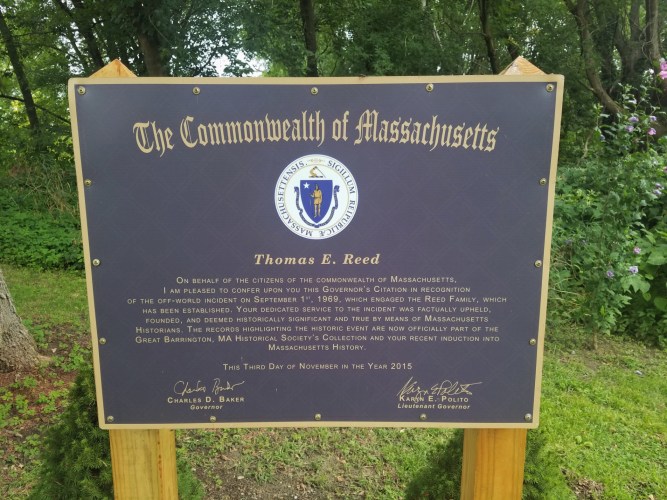 The Commonwealth of Massachusetts
SIGILLUM REIPUBLICÆ MASSACHUSETTENSIS
Thomas E. Reed
On behalf of the citizens of the commonwealth of Massachusetts,
I am pleased to confer upon you this Governor's Citation in recognition
of the off-world incident on September 1st, 1969, which engaged the Reed Family, which
has been established. Your dedicated service to the incident was factually upheld,
founded, and deemed historically significant and true by means of Massachusetts
Historians. The records highlighting the historic event are now officially part of the
Great Barrington, MA Historical Society's Collection and your recent induction into
Massachusetts History.
This Third Day of November in the Year 2015
Charles D. Baker
Karyn E. Polito
Charles D. Baker
Karyn E. Polito
Governor
Lieutenant Governor